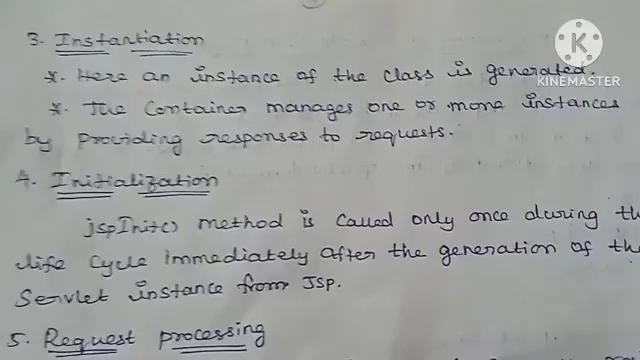 3. Instantiation
K
KINEMASTER
*. Here an instance of the class is generated.
*. The Container manages one or more instances
by providing responses to requests.
4. Initialization
jspInit() method is called only once during th
life cycle immediately after the generation of the
Servlet instance from JSP.
5. Request processing